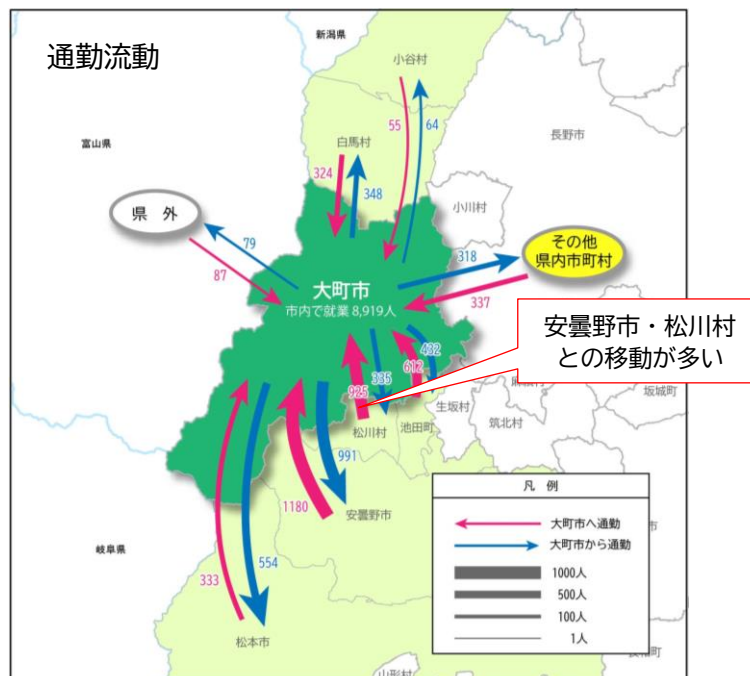 通勤流動
新潟県
小谷村
富山県
白馬村
長野市
55
64
324
348
小川村
県 外
79
87
318
その他
県内市町村
337
大町市
市内で就業 8,919人
安曇野市・松川村
との移動が多い
925
335
612
432
麻績村
坂城町
生坂村
筑北村
松川村
池田町
991
1180
安曇野市
凡 例
大町市へ通勤
大町市から通勤
1000人
500人
100人
1人
岐阜県
333
554
松本市
山形村